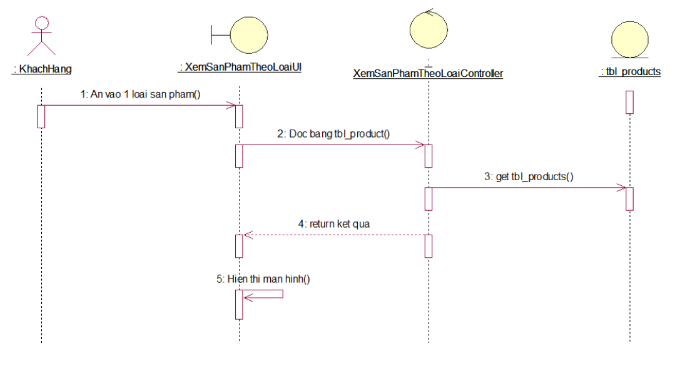 : KhachHang
: XemSanPhamTheoLoaiUI
XemSanPhamTheoLoaiController
: tbl_products
1: An vao 1 loai san pham()
2: Doc bang tbl_product()
3: get tbl_products()
4: return ket qua
5: Hien thi man hinh()